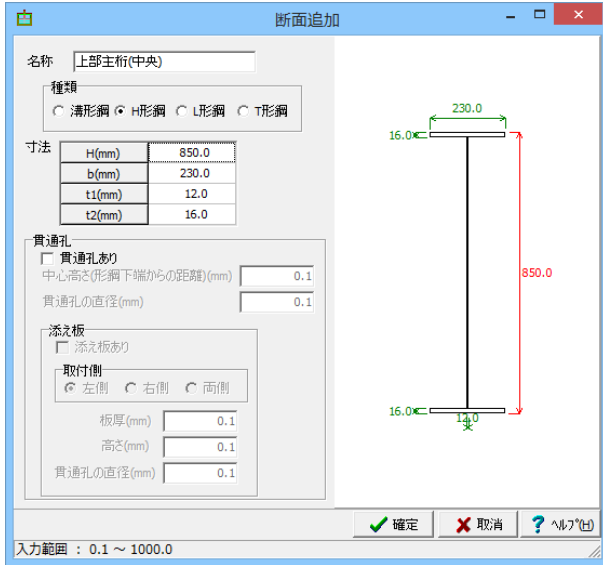 断面追加
名称 上部主桁(中央)
種類
溝形鋼 H形鋼 L形鋼 T形鋼
寸法
H(mm) 850.0
b(mm) 230.0
t1(mm) 12.0
t2(mm) 16.0
貫通孔
貫通孔あり
中心高さ(形鋼下端からの距離)(mm) 0.1
貫通孔の直径(mm) 0.1
添え板
添え板あり
取付側
左側 右側 両側
板厚(mm) 0.1
高さ(mm) 0.1
貫通孔の直径(mm) 0.1
230.0
16.0
850.0
16.0
12.0
確定 取消 ヘルプ(H)
入力範囲 : 0.1 ～ 1000.0